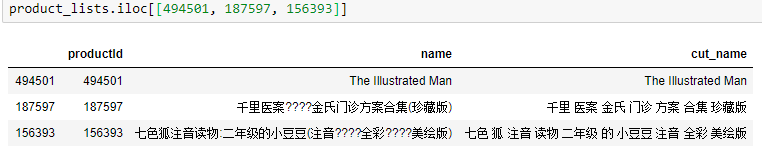 product_lists.iloc[[494501, 187597, 156393]]
productId name cut_name
494501 494501 The Illustrated Man The Illustrated Man
187597 187597 千里医案????金氏门诊方案合集(珍藏版) 千里 医案 金氏 门诊 方案 合集 珍藏版
156393 156393 七色狐注音读物:二年级的小豆豆(注音????全彩????美绘版) 七色 狐 注音 读物 二年级 的 小豆豆 注音 全彩 美绘版